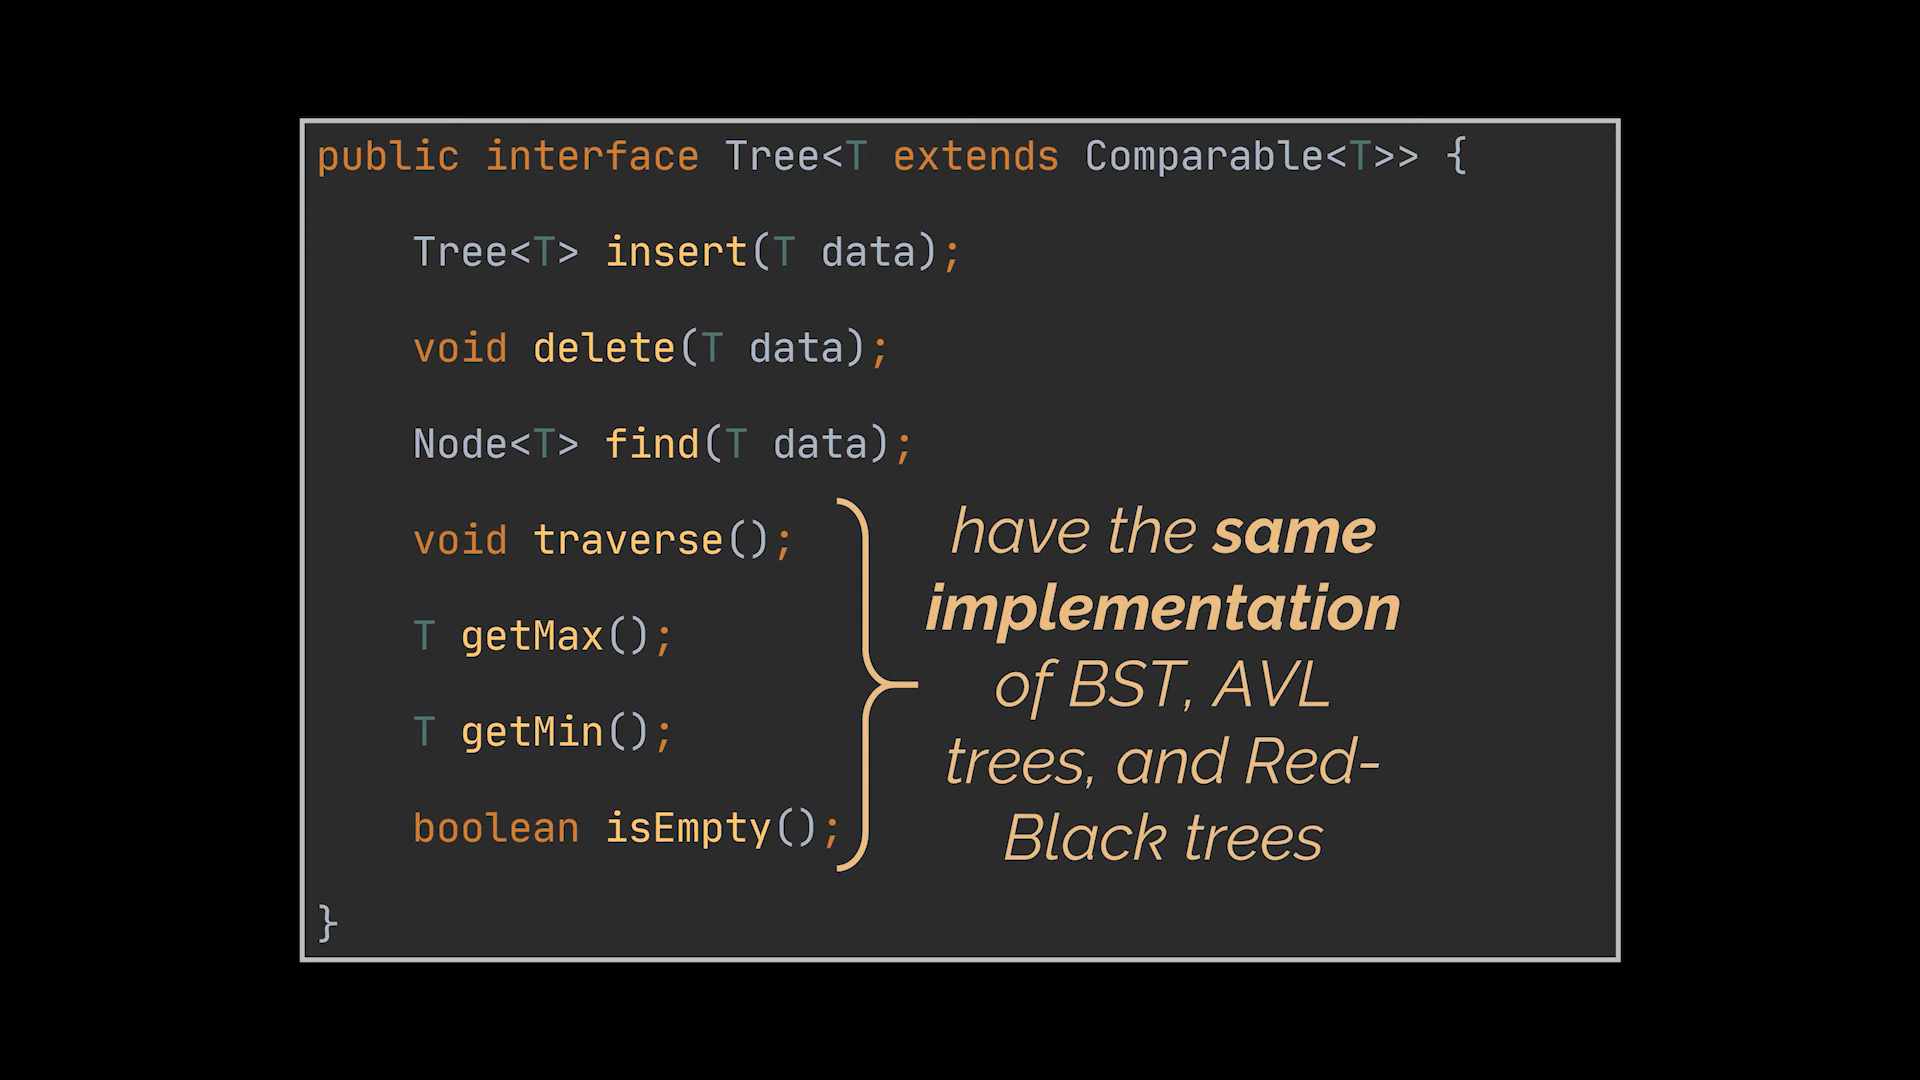 public interface Tree<T extends Comparable<T>> {
Tree<T> insert(T data);
void delete(T data);
Node<T> find(T data);
void traverse();
T getMax();
T getMin();
boolean isEmpty();
}
have the same
implementation
of BST, AVL
trees, and Red-
Black trees